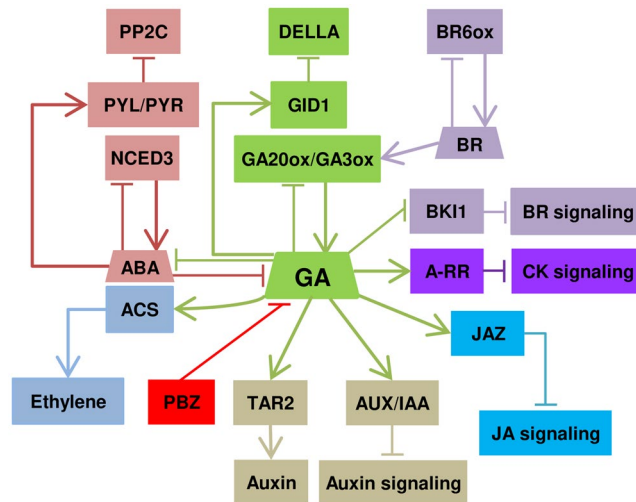 PP2C
DELLA
BR6ox
PYL/PYR
GID1
NCED3
GA20ox/GA3ox
BR
BKI1
BR signaling
ABA
GA
A-RR
CK signaling
ACS
JAZ
Ethylene
PBZ
TAR2
AUX/IAA
JA signaling
Auxin
Auxin signaling